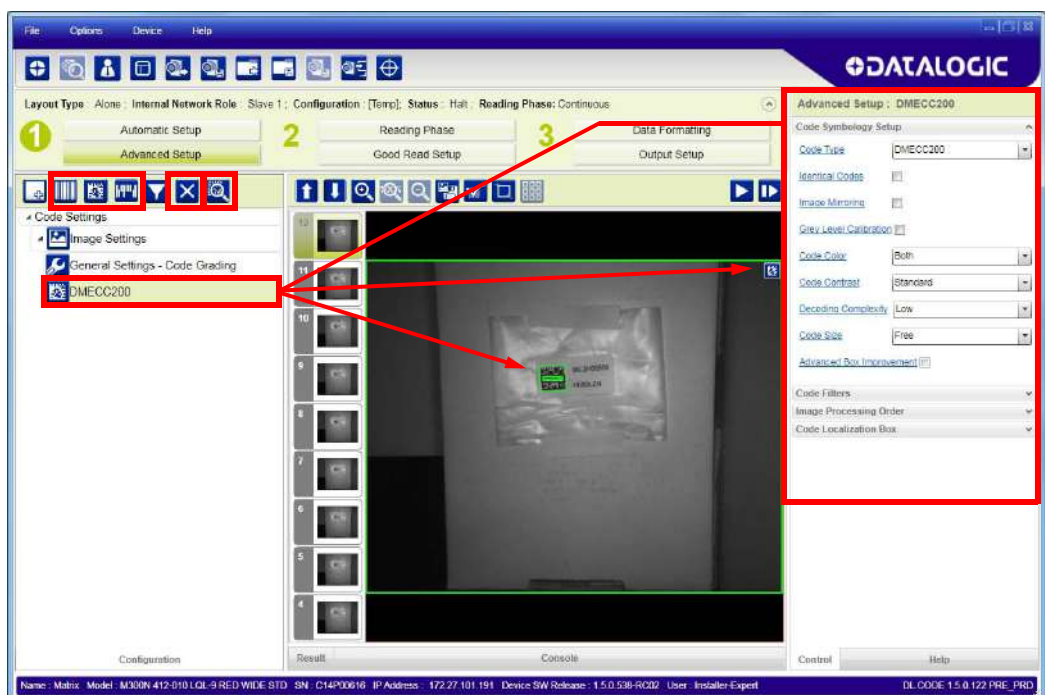 File Options Device Help
DATALOGIC
Layout Type Alone : Internal Network Role Slave 1 ; Configuration : [Temp]; Status : Halt : Reading Phase: Continuous
1 Automatic Setup 2 Reading Phase 3 Data Formatting
Advanced Setup Good Read Setup Output Setup
Code Settings
Image Settings
General Settings - Code Grading
DMECC200
12
11
10
9
8
7
6
5
4
Configuration
Result Console
Advanced Setup : DMECC200
Code Symbology Setup
Code Type DMECC200
Identical Codes
Image Mirroring
Grey Level Calibration
Code Color Both
Code Contrast Standard
Decoding Complexity Low
Code Size Free
Advanced Box Improvement
Code Filters
Image Processing Order
Code Localization Box
Control Help
Name : Matrix Model : M300N 412-010 LQL-9 RED WIDE STD SN : C14P00616 IP Address : 172.27.101.191 Device SW Release : 1.5.0.538-RC02 User : Installer-Expert DL.CODE 1.5.0.122 PRE_PRD